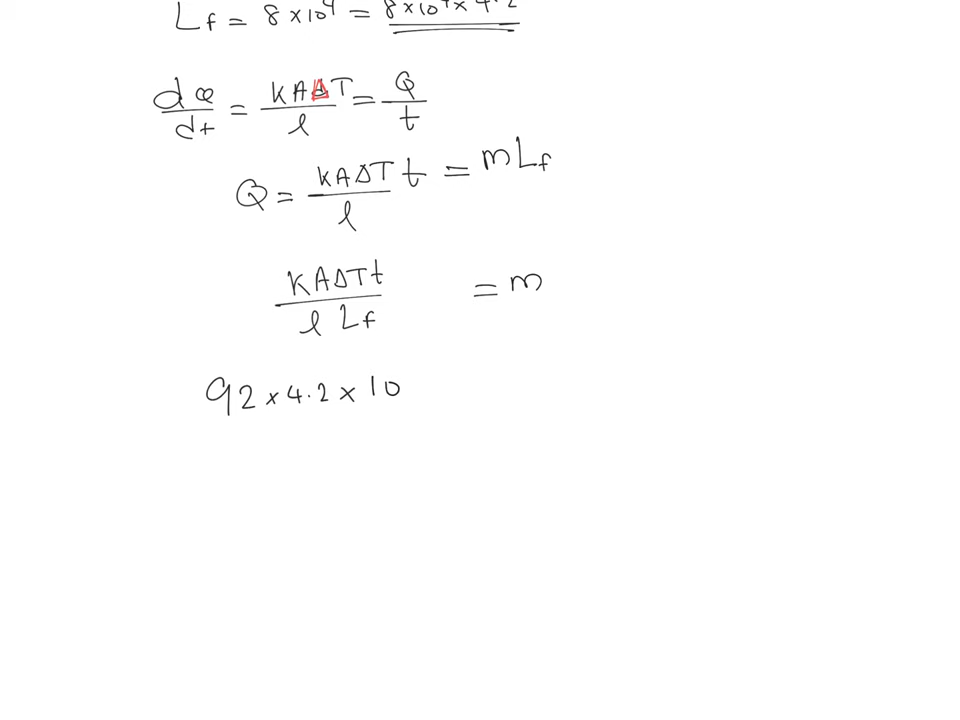 Lf = 8×10⁴ = 8×10⁴×4.2
dQ/dt = KAΔT/l = Q/t
Q = KAΔT/l t = mLf
KAΔTt/l Lf = m
92×4.2×10